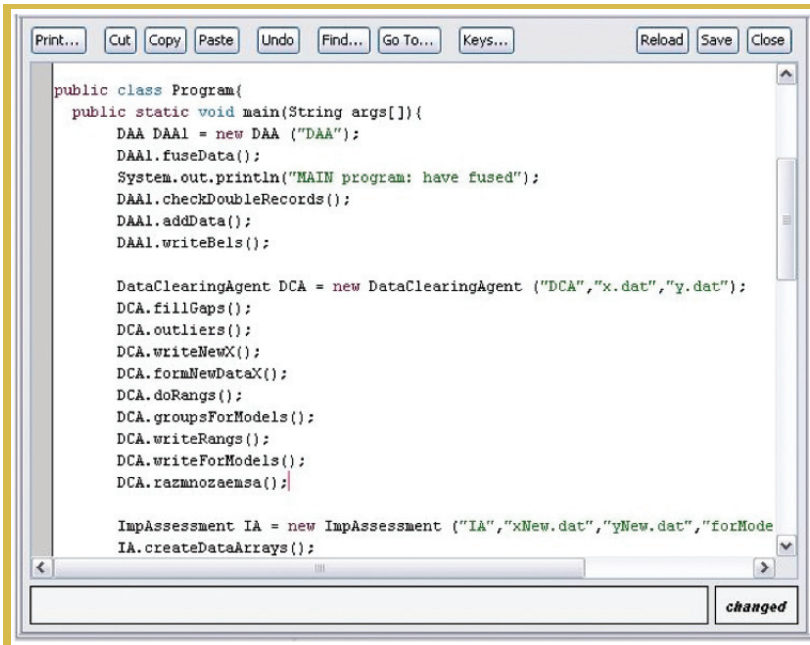 Print... Cut Copy Paste Undo Find... Go To... Keys... Reload Save Close
public class Program{
public static void main(String args[]){
DAA DAA1 = new DAA ("DAA");
DAA1.fuseData();
System.out.println("MAIN program: have fused");
DAA1.checkDoubleRecords();
DAA1.addData();
DAA1.writeBels();
DataClearingAgent DCA = new DataClearingAgent ("DCA","x.dat","y.dat");
DCA.fillGaps();
DCA.outliers();
DCA.writeNewX();
DCA.formNewDataX();
DCA.doRangs();
DCA.groupsForModels();
DCA.writeRangs();
DCA.writeForModels();
DCA.razmnozaemsa();
ImpAssessment IA = new ImpAssessment ("IA","xNew.dat","yNew.dat","forMode
IA.createDataArrays();
changed